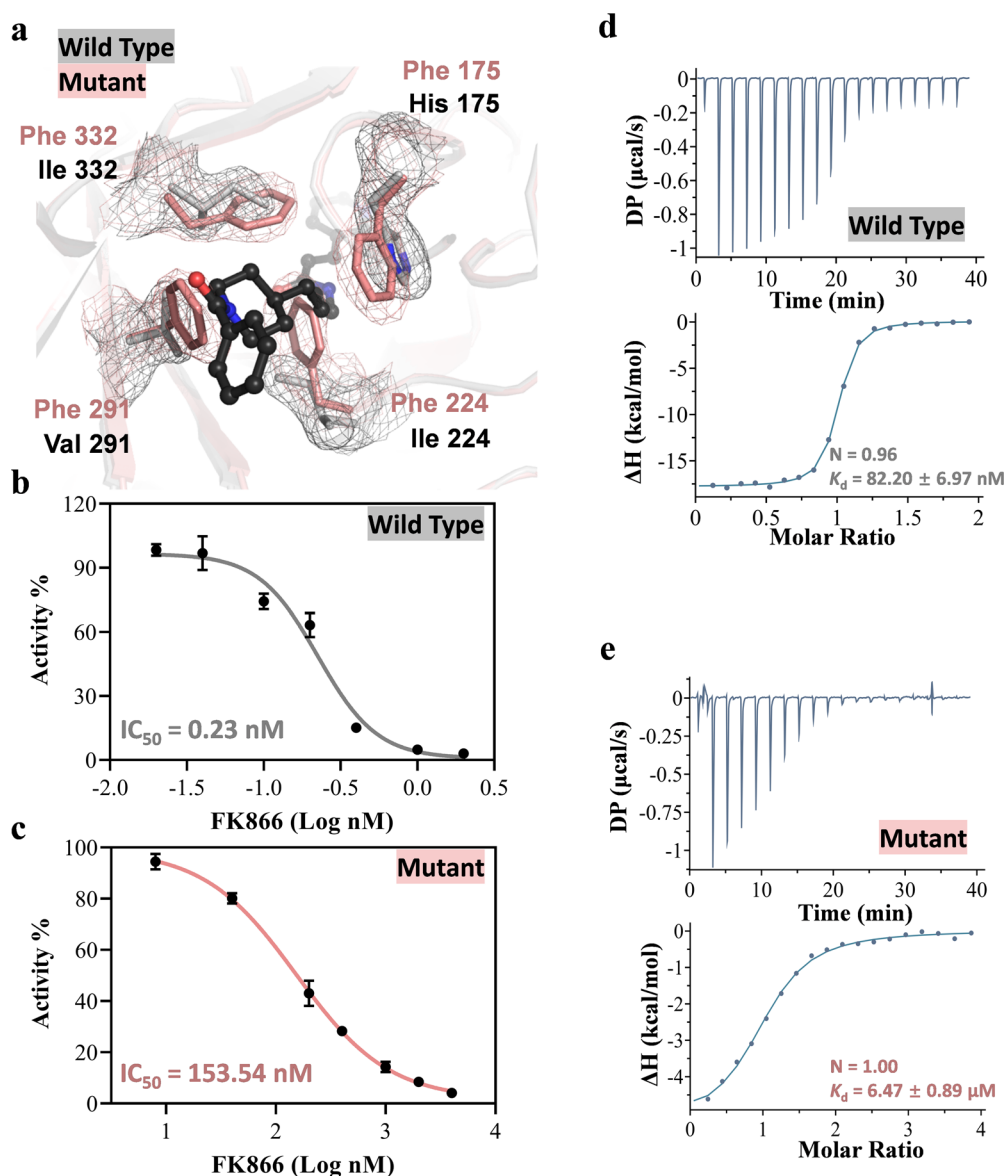 a
Wild Type
Mutant
Phe 175
His 175
Phe 332
Ile 332
Phe 291
Val 291
Phe 224
Ile 224
b
Wild Type
120
90
60
30
0
Activity %
IC50 = 0.23 nM
-2.0 -1.5 -1.0 -0.5 0.0 0.5
FK866 (Log nM)
c
Mutant
100
80
60
40
20
0
Activity %
IC50 = 153.54 nM
1 2 3 4
FK866 (Log nM)
d
0
-0.2
-0.4
-0.6
-0.8
-1
DP (µcal/s)
Wild Type
0 10 20 30 40
Time (min)
0
-5
-10
-15
ΔH (kcal/mol)
N = 0.96
Kd = 82.20 ± 6.97 nM
0 0.5 1 1.5 2
Molar Ratio
e
0
-0.25
-0.5
-0.75
-1
DP (µcal/s)
Mutant
0 10 20 30 40
Time (min)
0
-1
-2
-3
-4
ΔH (kcal/mol)
N = 1.00
Kd = 6.47 ± 0.89 µM
0 1 2 3 4
Molar Ratio